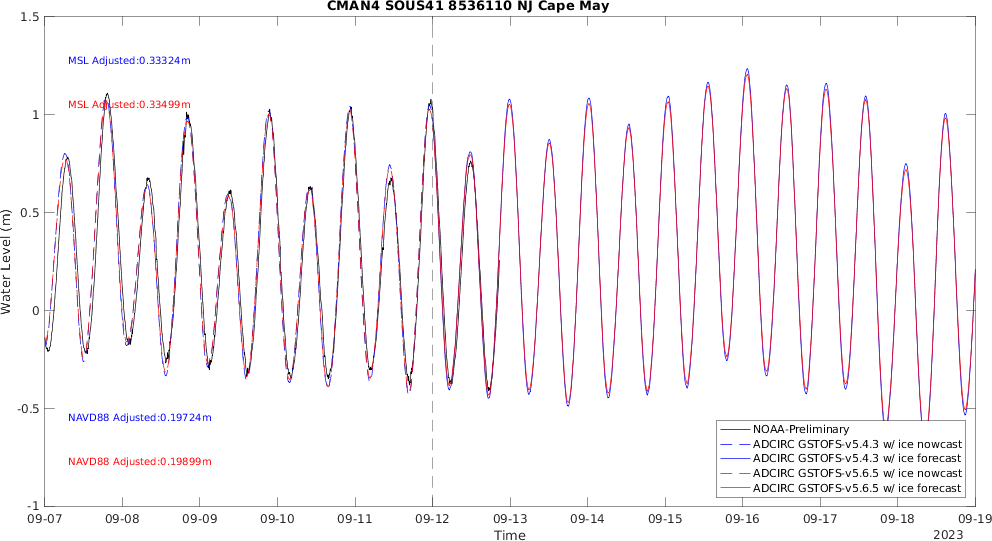 CMAN4 SOUS41 8536110 NJ Cape May
1.5
MSL Adjusted:0.33324m
MSL Adjusted:0.33499m
1
0.5
Water Level (m)
0
-0.5
NAVD88 Adjusted:0.19724m
NAVD88 Adjusted:0.19899m
NOAA-Preliminary
ADCIRC GSTOFS-v5.4.3 w/ ice nowcast
ADCIRC GSTOFS-v5.4.3 w/ ice forecast
ADCIRC GSTOFS-v5.6.5 w/ ice nowcast
ADCIRC GSTOFS-v5.6.5 w/ ice forecast
-1
09-07 09-08 09-09 09-10 09-11 09-12 09-13 09-14 09-15 09-16 09-17 09-18 09-19
Time
2023